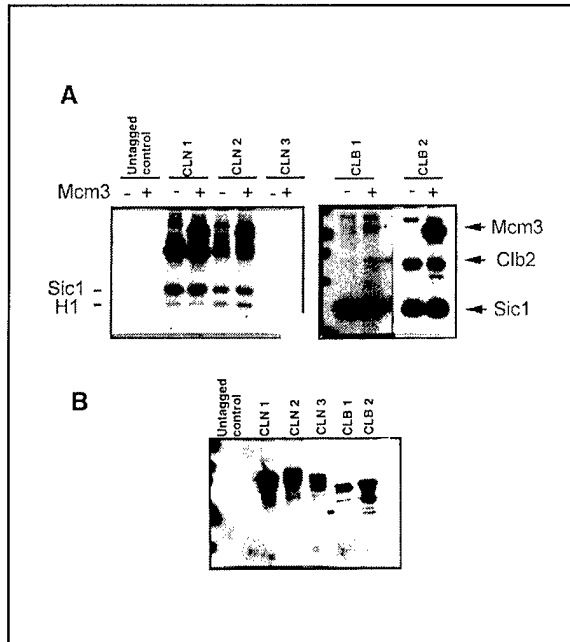 A
Untagged
control
CLN 1
CLN 2
CLN 3
CLB 1
CLB 2
Mcm3 - + - + - + - + - + - +
Mcm3
Clb2
Sic1
H1
Sic1
B
Untagged
control
CLN 1
CLN 2
CLN 3
CLB 1
CLB 2